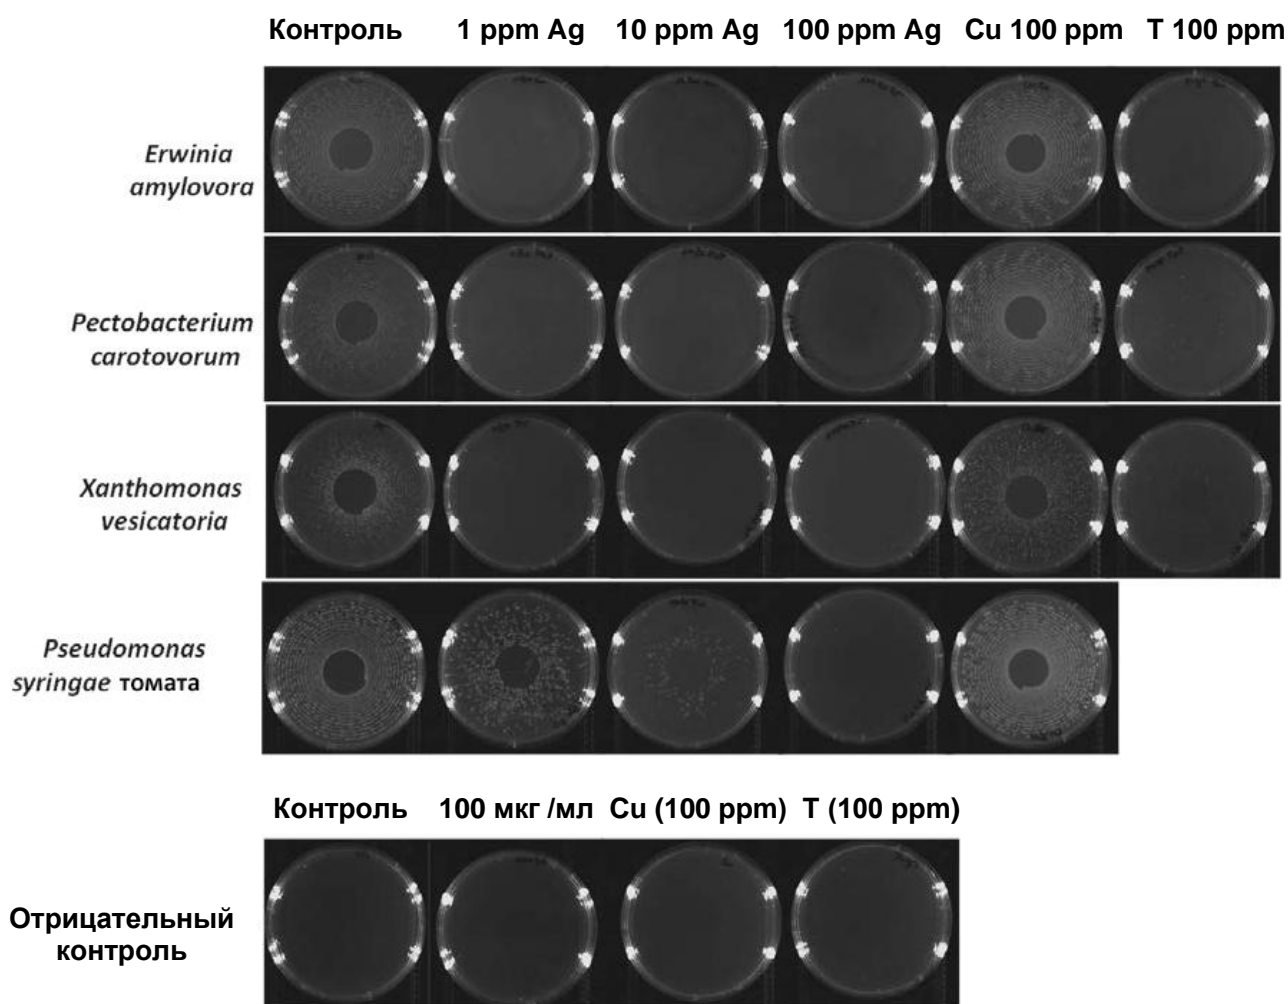 Контроль 1 ppm Ag 10 ppm Ag 100 ppm Ag Cu 100 ppm T 100 ppm
Erwinia
amylovora
Pectobacterium
carotovorum
Xanthomonas
vesicatoria
Pseudomonas
syringae томата
Контроль 100 мкг /мл Cu (100 ppm) T (100 ppm)
Отрицательный
контроль